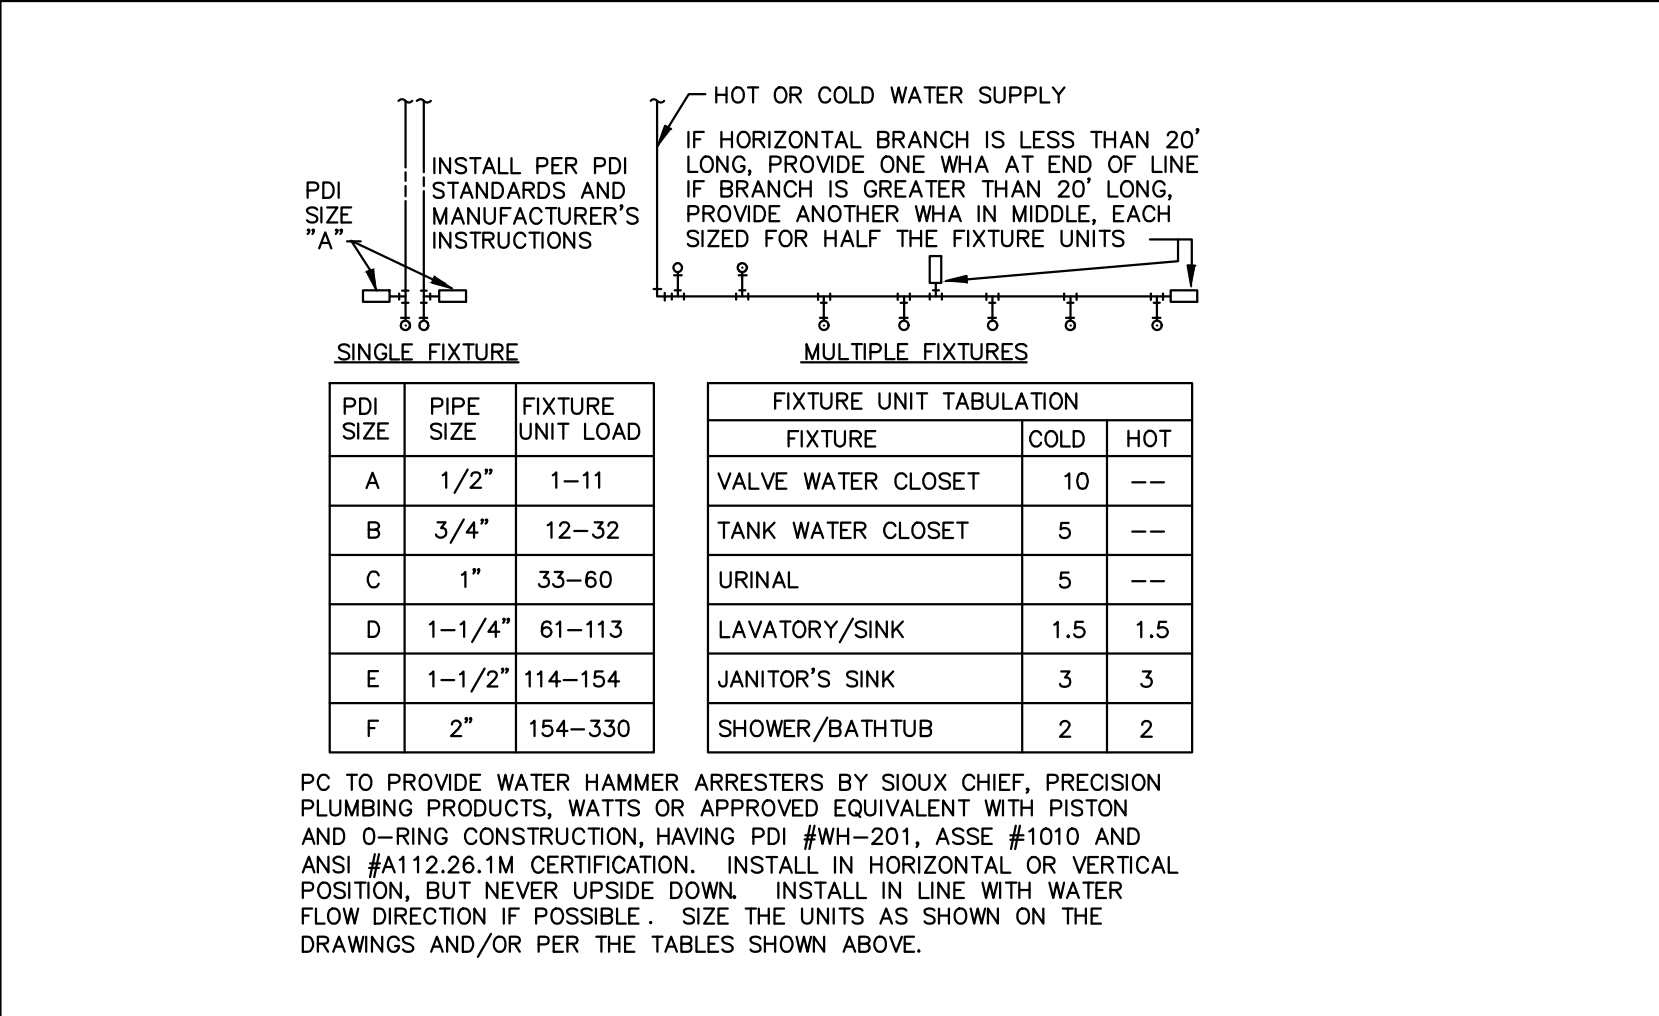 HOT OR COLD WATER SUPPLY
IF HORIZONTAL BRANCH IS LESS THAN 20'
LONG, PROVIDE ONE WHA AT END OF LINE
IF BRANCH IS GREATER THAN 20' LONG,
PROVIDE ANOTHER WHA IN MIDDLE, EACH
SIZED FOR HALF THE FIXTURE UNITS
INSTALL PER PDI
STANDARDS AND
MANUFACTURER'S
INSTRUCTIONS
PDI
SIZE
"A"
SINGLE FIXTURE
MULTIPLE FIXTURES
PDI SIZE PIPE SIZE FIXTURE UNIT LOAD
A 1/2" 1-11
B 3/4" 12-32
C 1" 33-60
D 1-1/4" 61-113
E 1-1/2" 114-154
F 2" 154-330
FIXTURE UNIT TABULATION
FIXTURE COLD HOT
VALVE WATER CLOSET 10 --
TANK WATER CLOSET 5 --
URINAL 5 --
LAVATORY/SINK 1.5 1.5
JANITOR'S SINK 3 3
SHOWER/BATHTUB 2 2
PC TO PROVIDE WATER HAMMER ARRESTERS BY SIOUX CHIEF, PRECISION
PLUMBING PRODUCTS, WATTS OR APPROVED EQUIVALENT WITH PISTON
AND O-RING CONSTRUCTION, HAVING PDI #WH-201, ASSE #1010 AND
ANSI #A112.26.1M CERTIFICATION. INSTALL IN HORIZONTAL OR VERTICAL
POSITION, BUT NEVER UPSIDE DOWN. INSTALL IN LINE WITH WATER
FLOW DIRECTION IF POSSIBLE. SIZE THE UNITS AS SHOWN ON THE
DRAWINGS AND/OR PER THE TABLES SHOWN ABOVE.